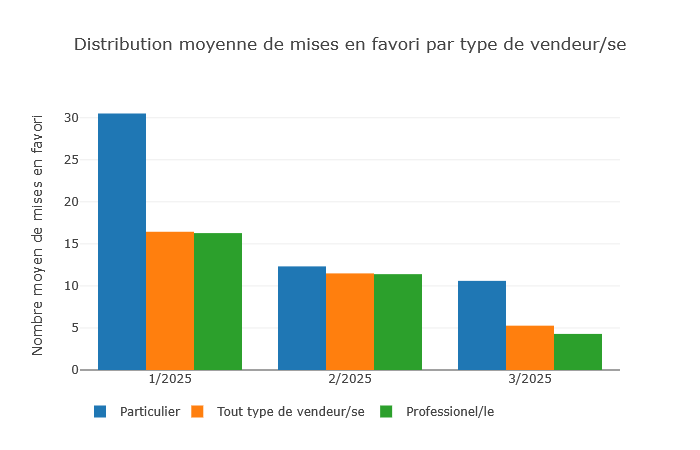 Distribution moyenne de mises en favori par type de vendeur/se
Nombre moyen de mises en favori
30
25
20
15
10
5
0
1/2025 2/2025 3/2025
Particulier Tout type de vendeur/se Professionel/le